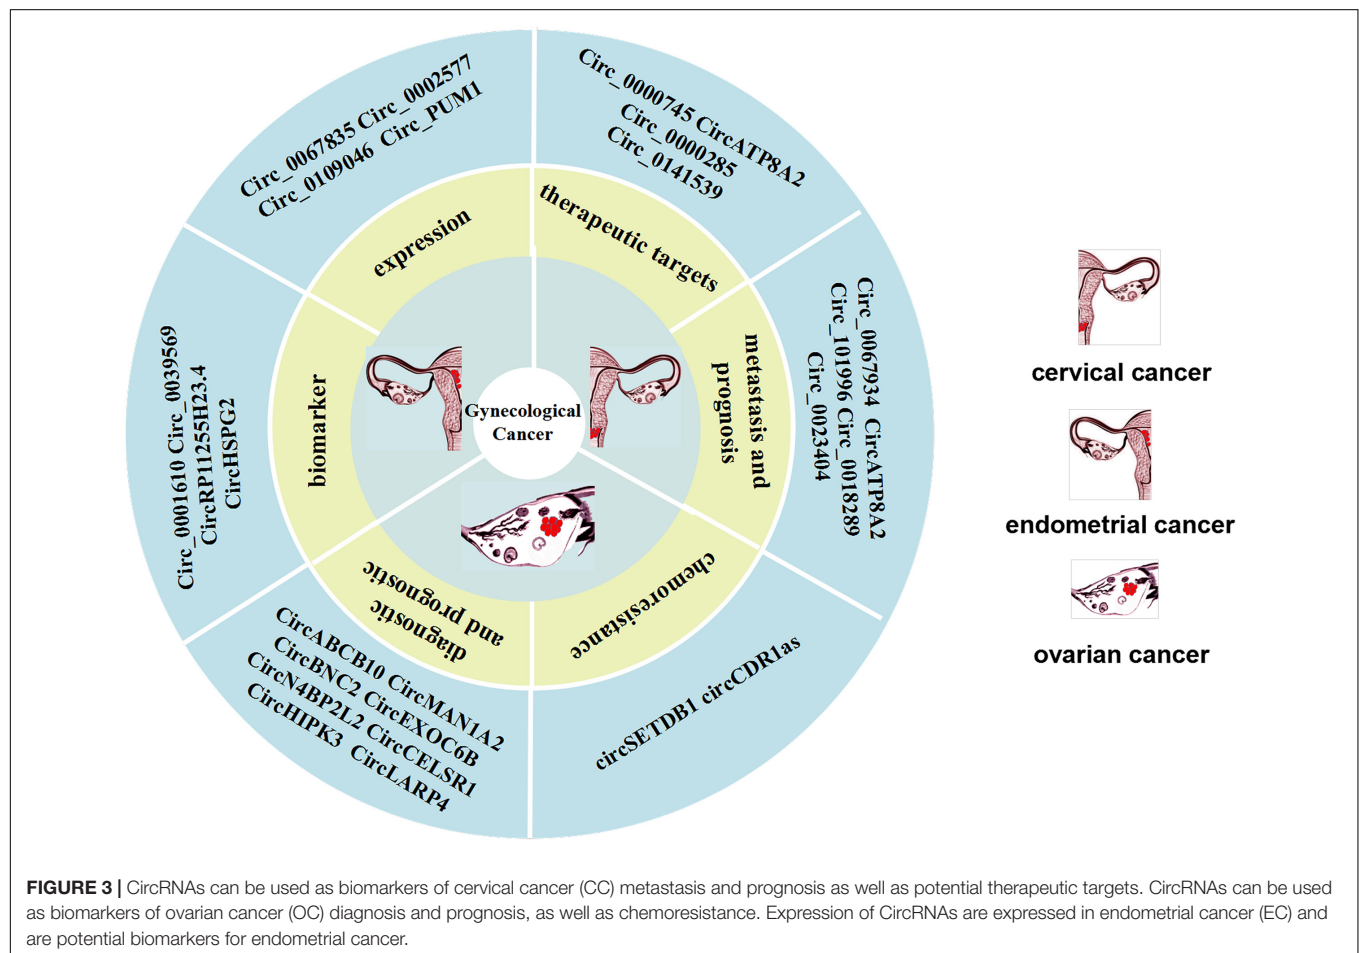 Circ_0067835 Circ_0002577
Circ_0109046 Circ_PUM1
Circ_0000745 CircATP8A2
Circ_0000285
Circ_0141539
expression
therapeutic targets
Circ_0067934 CircATP8A2
Circ_101996 Circ_0018289
Circ_0023404
metastasis and
prognosis
Circ_0001610 Circ_0039569
CircRP11255H23.4
CircHSPG2
biomarker
Gynecological
Cancer
diagnostic
and prognostic
chemoresistance
CircABCB10 CircMAN1A2
CircBNC2 CircEXOC6B
CircN4BP2L2 CircCELSR1
CircHIPK3 CircLARP4
circSETDB1 circCDR1as
cervical cancer
endometrial cancer
ovarian cancer
FIGURE 3 | CircRNAs can be used as biomarkers of cervical cancer (CC) metastasis and prognosis as well as potential therapeutic targets. CircRNAs can be used
as biomarkers of ovarian cancer (OC) diagnosis and prognosis, as well as chemoresistance. Expression of CircRNAs are expressed in endometrial cancer (EC) and
are potential biomarkers for endometrial cancer.